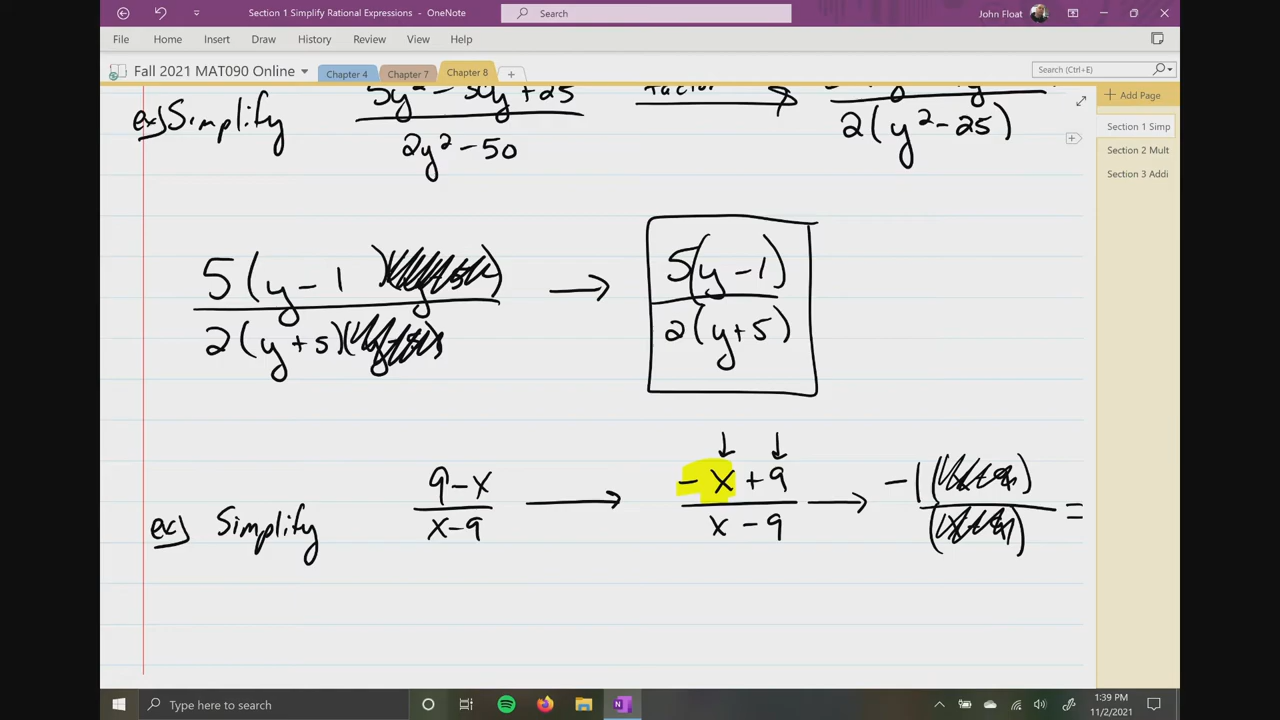 Section 1 Simplify Rational Expressions - OneNote
Search
John Float
File Home Insert Draw History Review View Help
Fall 2021 MAT090 Online
Chapter 4 Chapter 7 Chapter 8 +
Search (Ctrl+E)
Add Page
Section 1 Simp
Section 2 Mult
Section 3 Addi
ex) Simplify
5y² - 30y + 25
2y² - 50
factor
2(y² - 25)
5(y - 1)
2(y + 5)
5(y - 1)
2(y + 5)
ex) Simplify
9 - x
x - 9
→
- x + 9
x - 9
→
-1
=
Type here to search
1:39 PM
11/2/2021